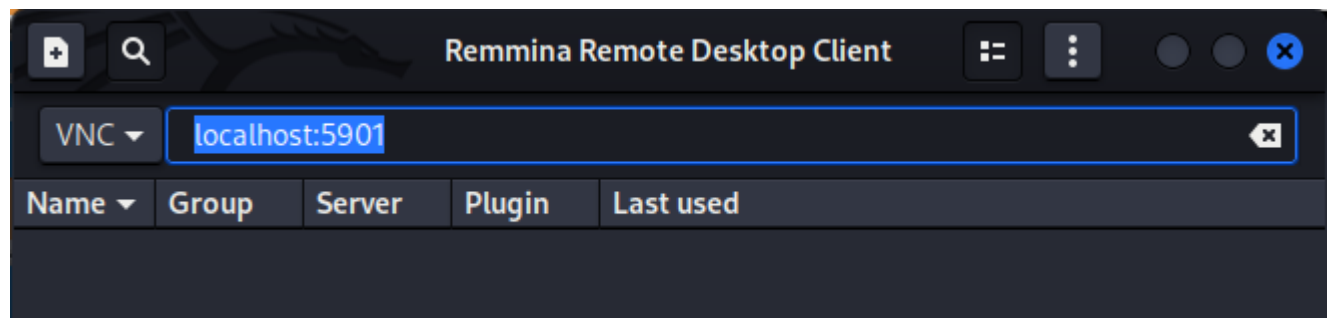 Remmina Remote Desktop Client
VNC localhost:5901
Name Group Server Plugin Last used